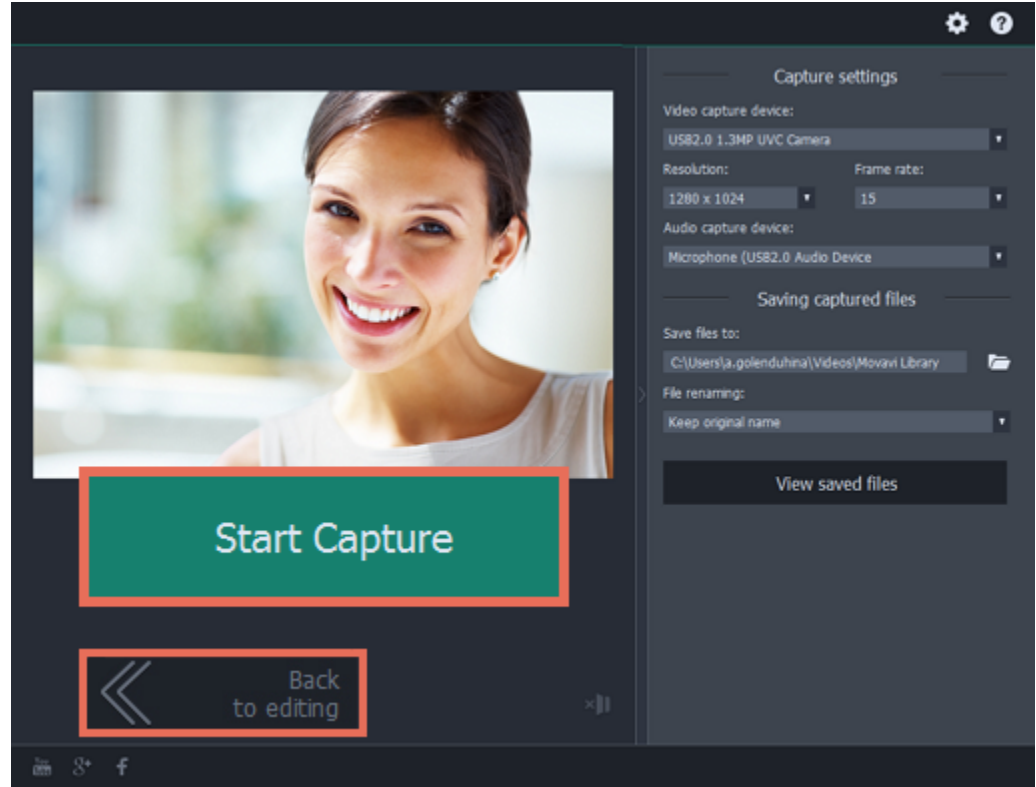 Capture settings
Video capture device:
USB2.0 1.3MP UVC Camera
Resolution: Frame rate:
1280 x 1024 15
Audio capture device:
Microphone (USB2.0 Audio Device
Saving captured files
Save files to:
C:\Users\a.golenduhina\Videos\Movavi Library
File renaming:
Keep original name
View saved files
Start Capture
Back
to editing